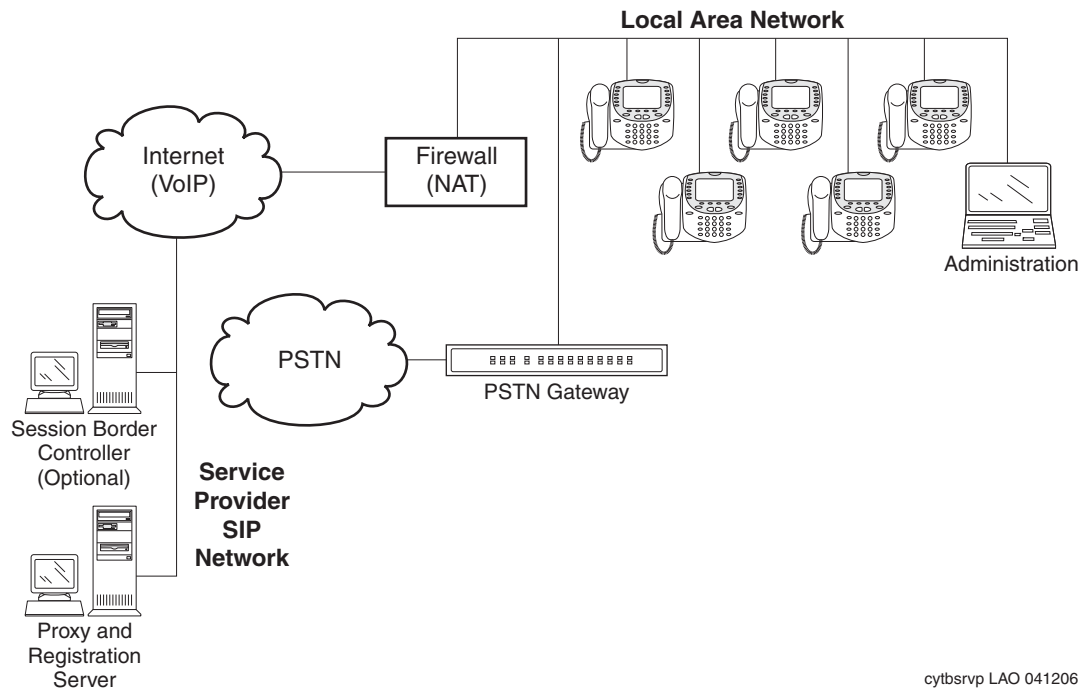 Local Area Network
Internet
(VoIP)
Firewall
(NAT)
Administration
PSTN
PSTN Gateway
Session Border
Controller
(Optional)
Service
Provider
SIP
Network
Proxy and
Registration
Server
cytbsrvp LAO 041206